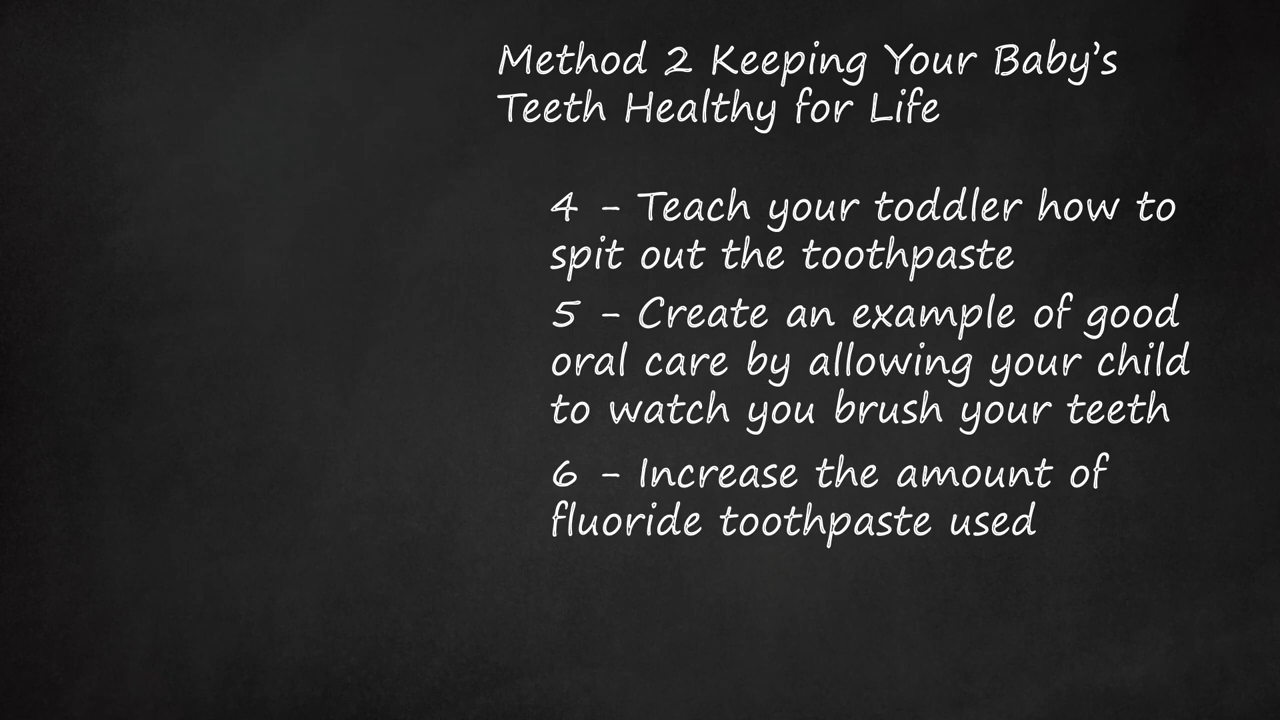 Method 2 Keeping Your Baby’s
Teeth Healthy for Life
4 – Teach your toddler how to
spit out the toothpaste
5 – Create an example of good
oral care by allowing your child
to watch you brush your teeth
6 – Increase the amount of
fluoride toothpaste used